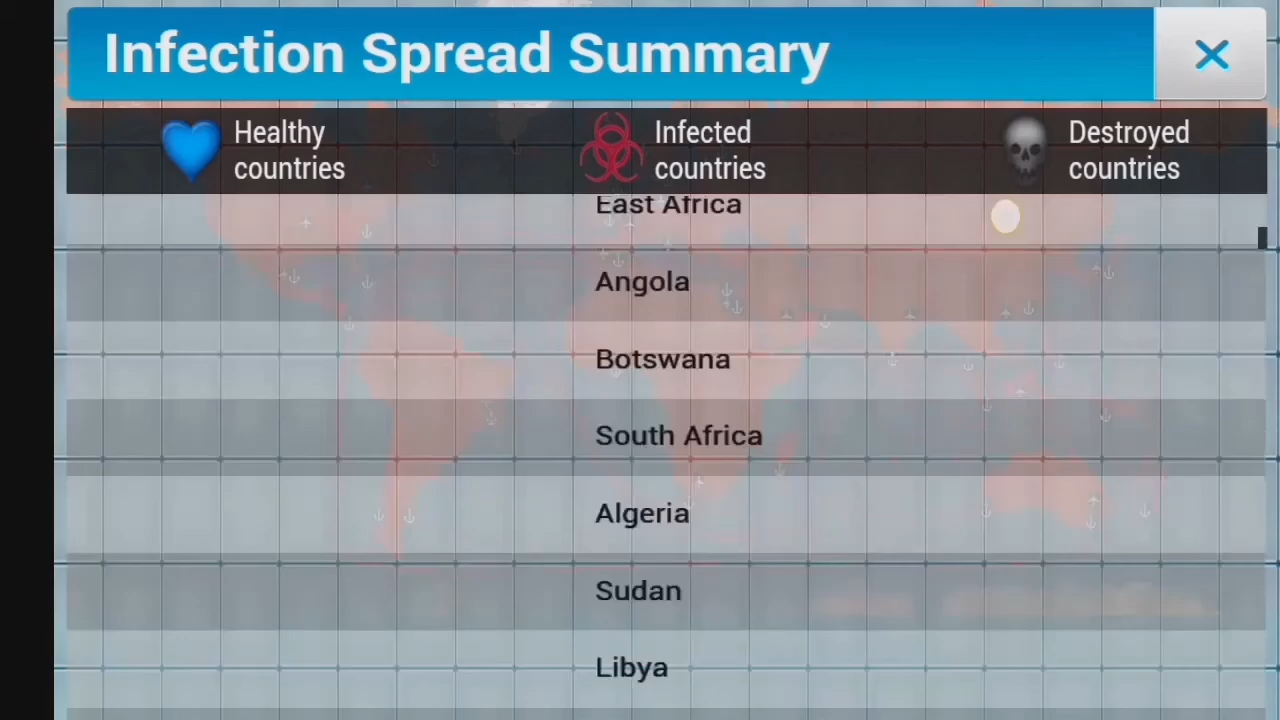 Infection Spread Summary
Healthy
countries
Infected
countries
Destroyed
countries
East Africa
Angola
Botswana
South Africa
Algeria
Sudan
Libya